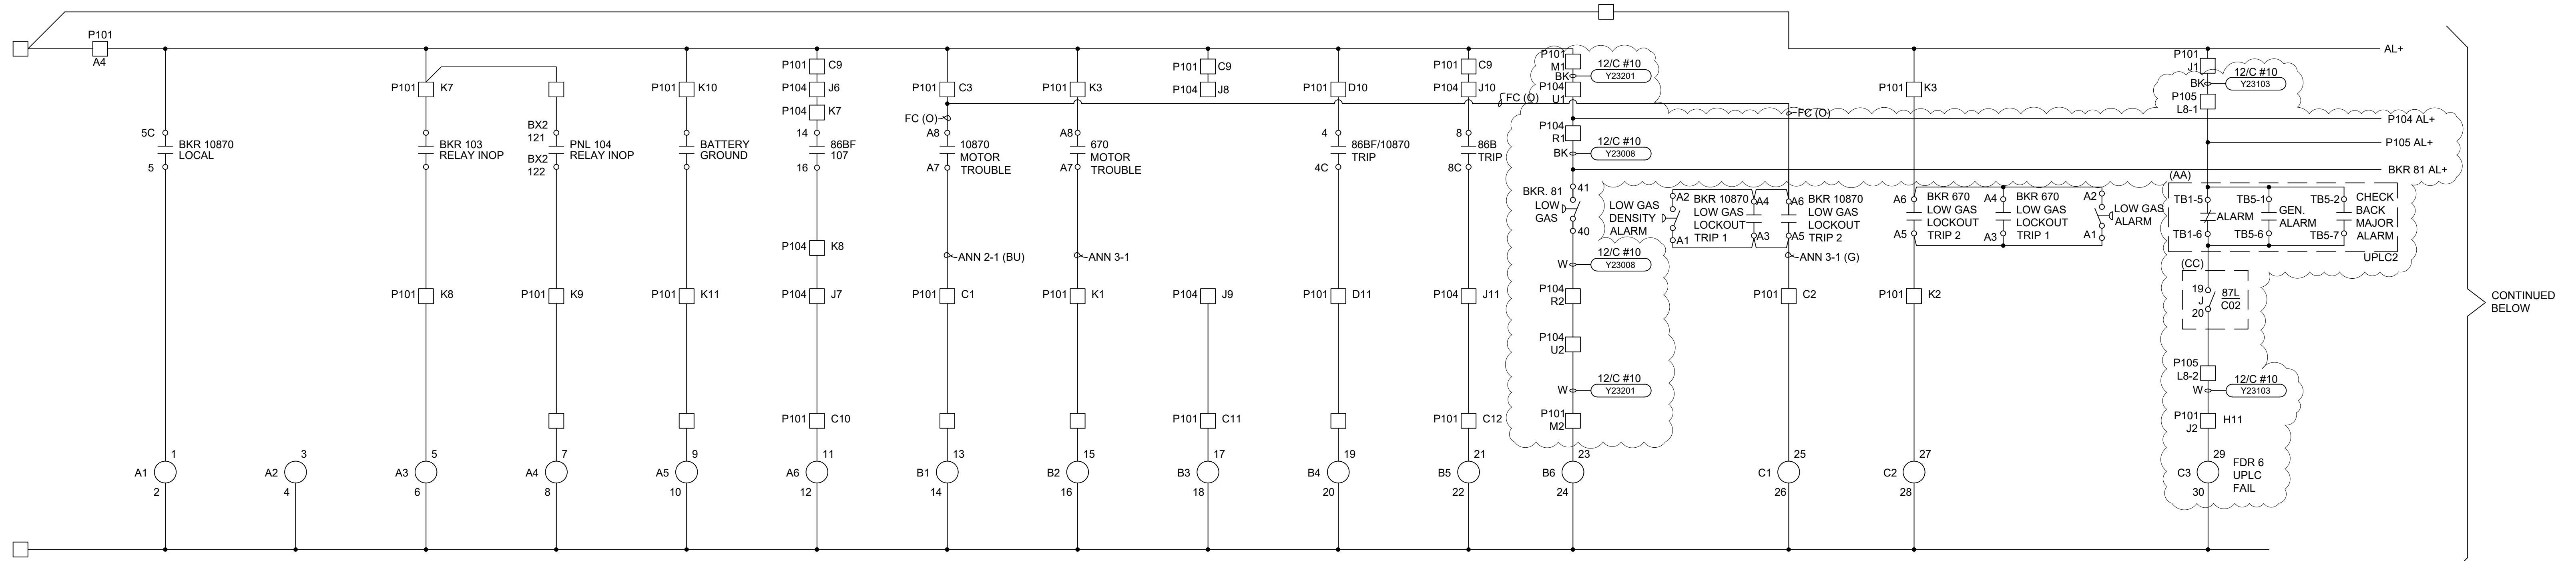 P101
A4
5C
BKR 10870
LOCAL
5
A1
1
2
A2
3
4
P101 K7
BKR 103
RELAY INOP
P101 K8
A3
5
6
BX2
121
PNL 104
RELAY INOP
BX2
122
P101 K9
A4
7
8
P101 K10
BATTERY
GROUND
P101 K11
A5
9
10
P101 C9
P104 J6
P104 K7
14
86BF
107
16
P104 K8
P104 J7
P101 C10
A6
11
12
P101 C3
FC (O)
A8
10870
MOTOR
TROUBLE
A7
ANN 2-1 (BU)
P101 C1
B1
13
14
P101 K3
A8
670
MOTOR
TROUBLE
A7
ANN 3-1
P101 K1
B2
15
16
P101 C9
P104 J8
P104 J9
P101 C11
B3
17
18
P101 D10
4
86BF/10870
TRIP
4C
P101 D11
B4
19
20
P101 C9
P104 J10
FC (O)
8
86B
TRIP
8C
P104 J11
P101 C12
B5
21
22
P101
M1
BK
12/C #10
Y23201
P104
U1
P104
R1
BK
12/C #10
Y23008
BKR. 81
LOW
GAS
41
40
W
12/C #10
Y23008
P104
R2
P104
U2
W
12/C #10
Y23201
P101
M2
B6
23
24
LOW GAS
DENSITY
ALARM
A2
A1
BKR 10870
LOW GAS
LOCKOUT
TRIP 1
A4
A3
FC (O)
A6
BKR 10870
LOW GAS
LOCKOUT
TRIP 2
A5
ANN 3-1 (G)
P101 C2
C1
25
26
P101 K3
A6
BKR 670
LOW GAS
LOCKOUT
TRIP 2
A5
P101 K2
C2
27
28
A4
BKR 670
LOW GAS
LOCKOUT
TRIP 1
A3
A2
LOW GAS
ALARM
A1
P101
J1
BK
12/C #10
Y23103
P105
L8-1
AL+
P104 AL+
P105 AL+
BKR 81 AL+
(AA)
TB1-5
ALARM
TB1-6
TB5-1
GEN.
ALARM
TB5-6
TB5-2
CHECK
BACK
MAJOR
ALARM
TB5-7
UPLC2
(CC)
19
J
20
87L
C02
P105
L8-2
W
12/C #10
Y23103
P101
J2
H11
C3
29
30
FDR 6
UPLC
FAIL
CONTINUED
BELOW